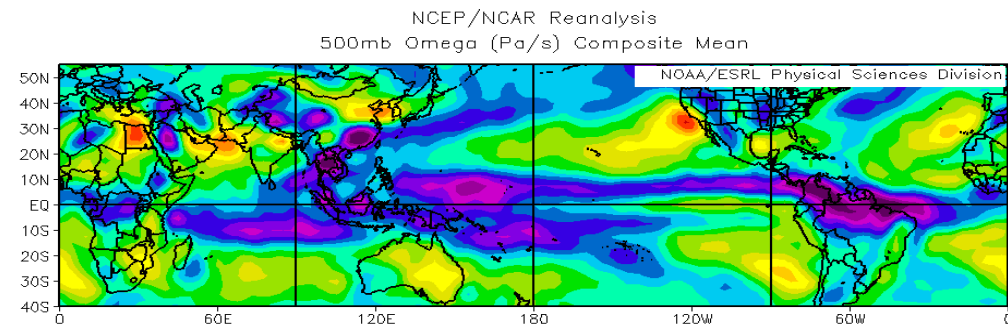 NCEP/NCAR Reanalysis
500mb Omega (Pa/s) Composite Mean
NOAA/ESRL Physical Sciences Division
50N
40N
30N
20N
10N
EQ
10S
20S
30S
40S
0 60E 120E 180 120W 60W 0